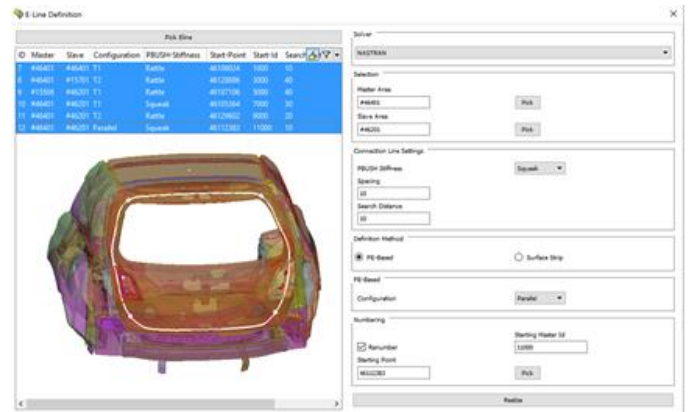 E-Line Definition
Pick Eline
ID Master Slave Configuration PBUSH-Stiffness Start-Point Start-Id Search
7 #46401 #46401 T1 Rattle 46109024 1000 10
8 #46401 #15701 T2 Rattle 46120006 3000 40
9 #15508 #46201 T1 Rattle 46107106 5000 40
10 #46401 #46201 T1 Squeak 46105264 7000 30
11 #46401 #46201 T2 Rattle 46129602 9000 20
12 #46401 #46201 Parallel Squeak 46112383 11000 10
Solver
NASTRAN
Selection
Master Area
#46401 Pick
Slave Area
#46201 Pick
Connection Line Settings
PBUSH Stiffness Squeak
Spacing
10
Search Distance
10
Definition Method
FE-Based Surface Strip
FE-Based
Configuration Parallel
Numbering
Starting Master Id
Renumber 11000
Starting Point
46112383 Pick
Realize